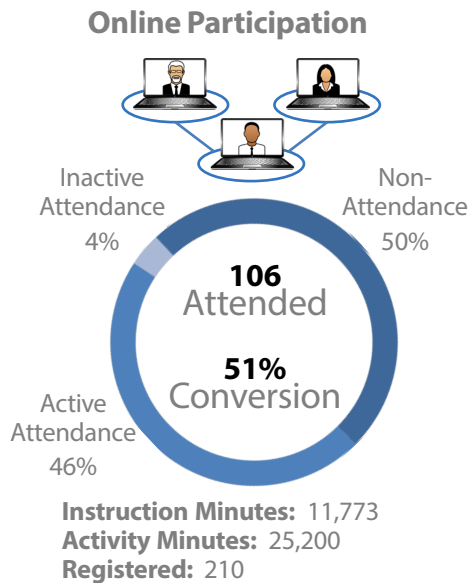 Online Participation
Inactive
Attendance
4%
Non-
Attendance
50%
106
Attended
51%
Conversion
Active
Attendance
46%
Instruction Minutes: 11,773
Activity Minutes: 25,200
Registered: 210